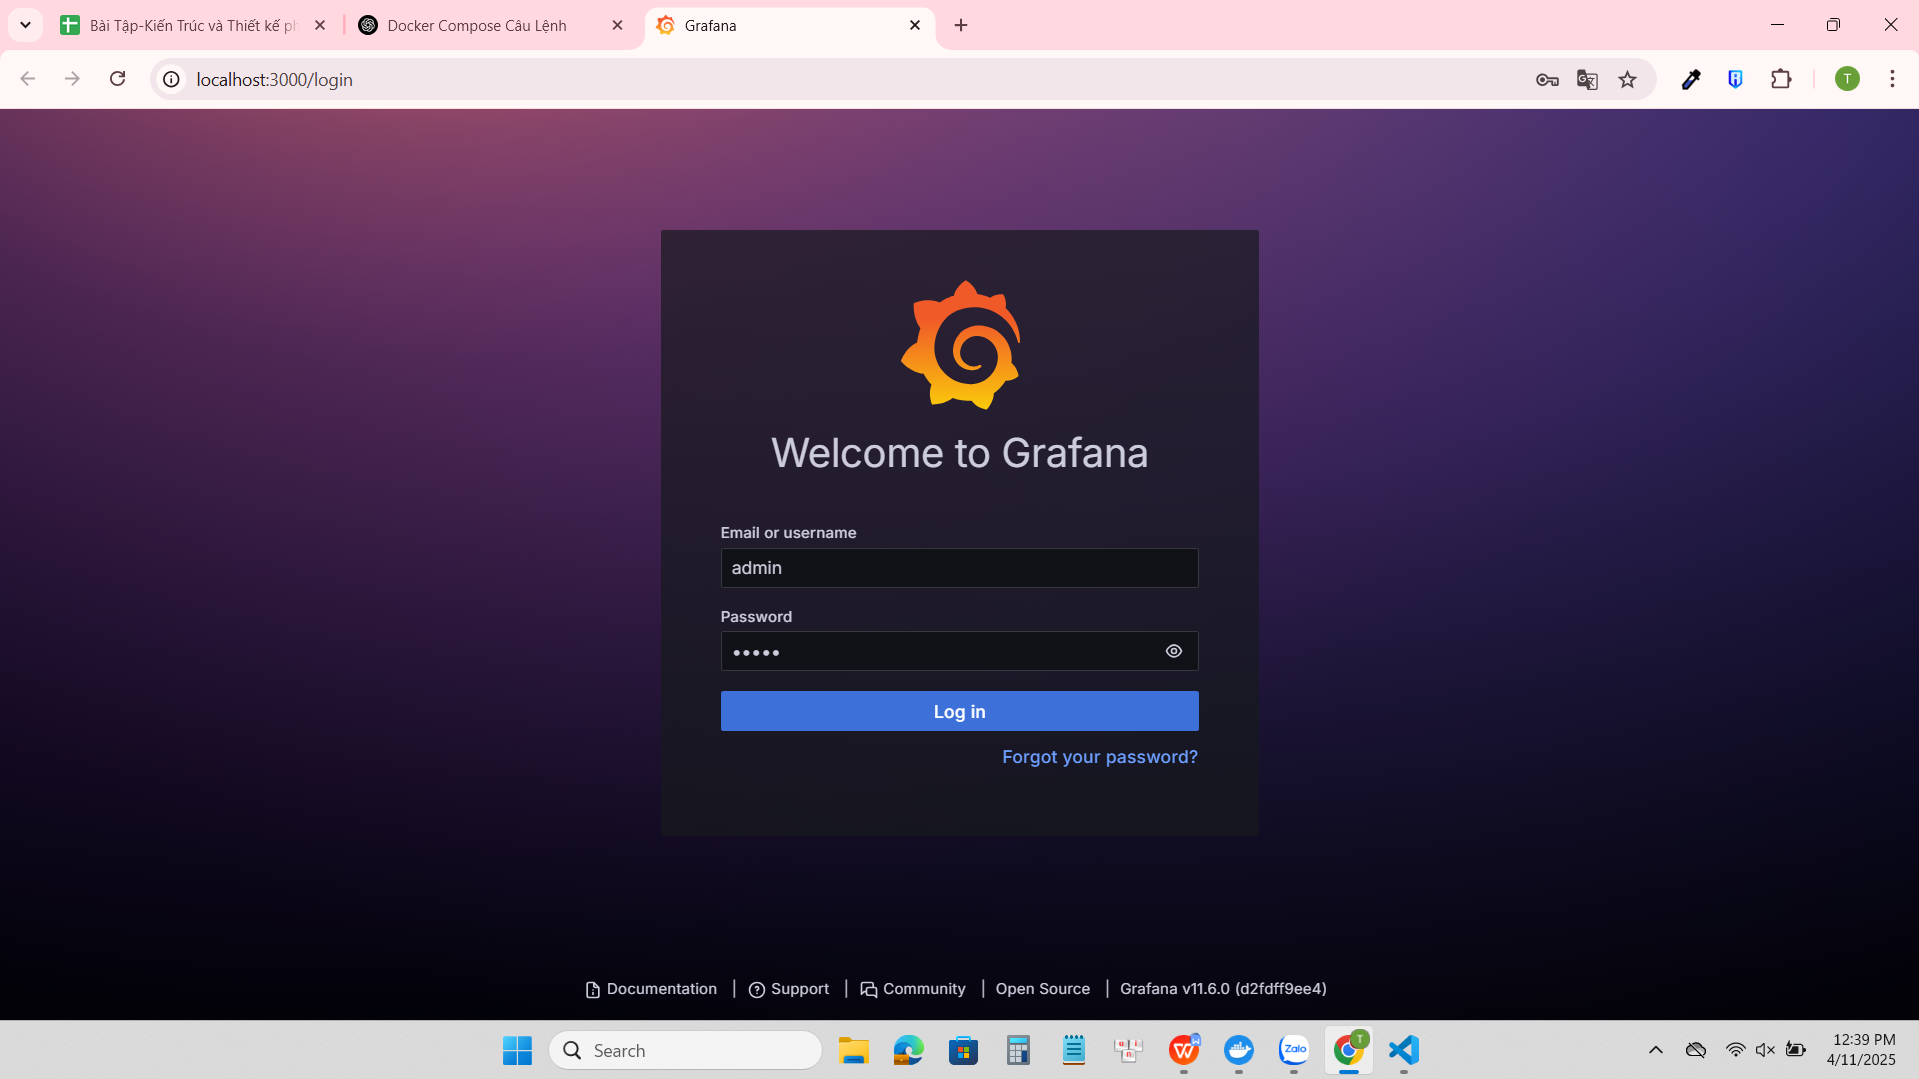 Bài Tập-Kiến Trúc và Thiết kế ph
Docker Compose Câu Lệnh
Grafana
localhost:3000/login
T
Welcome to Grafana
Email or username
admin
Password
•••••
Log in
Forgot your password?
Documentation | Support | Community | Open Source | Grafana v11.6.0 (d2fdff9ee4)
Search
Zalo
T
12:39 PM
4/11/2025